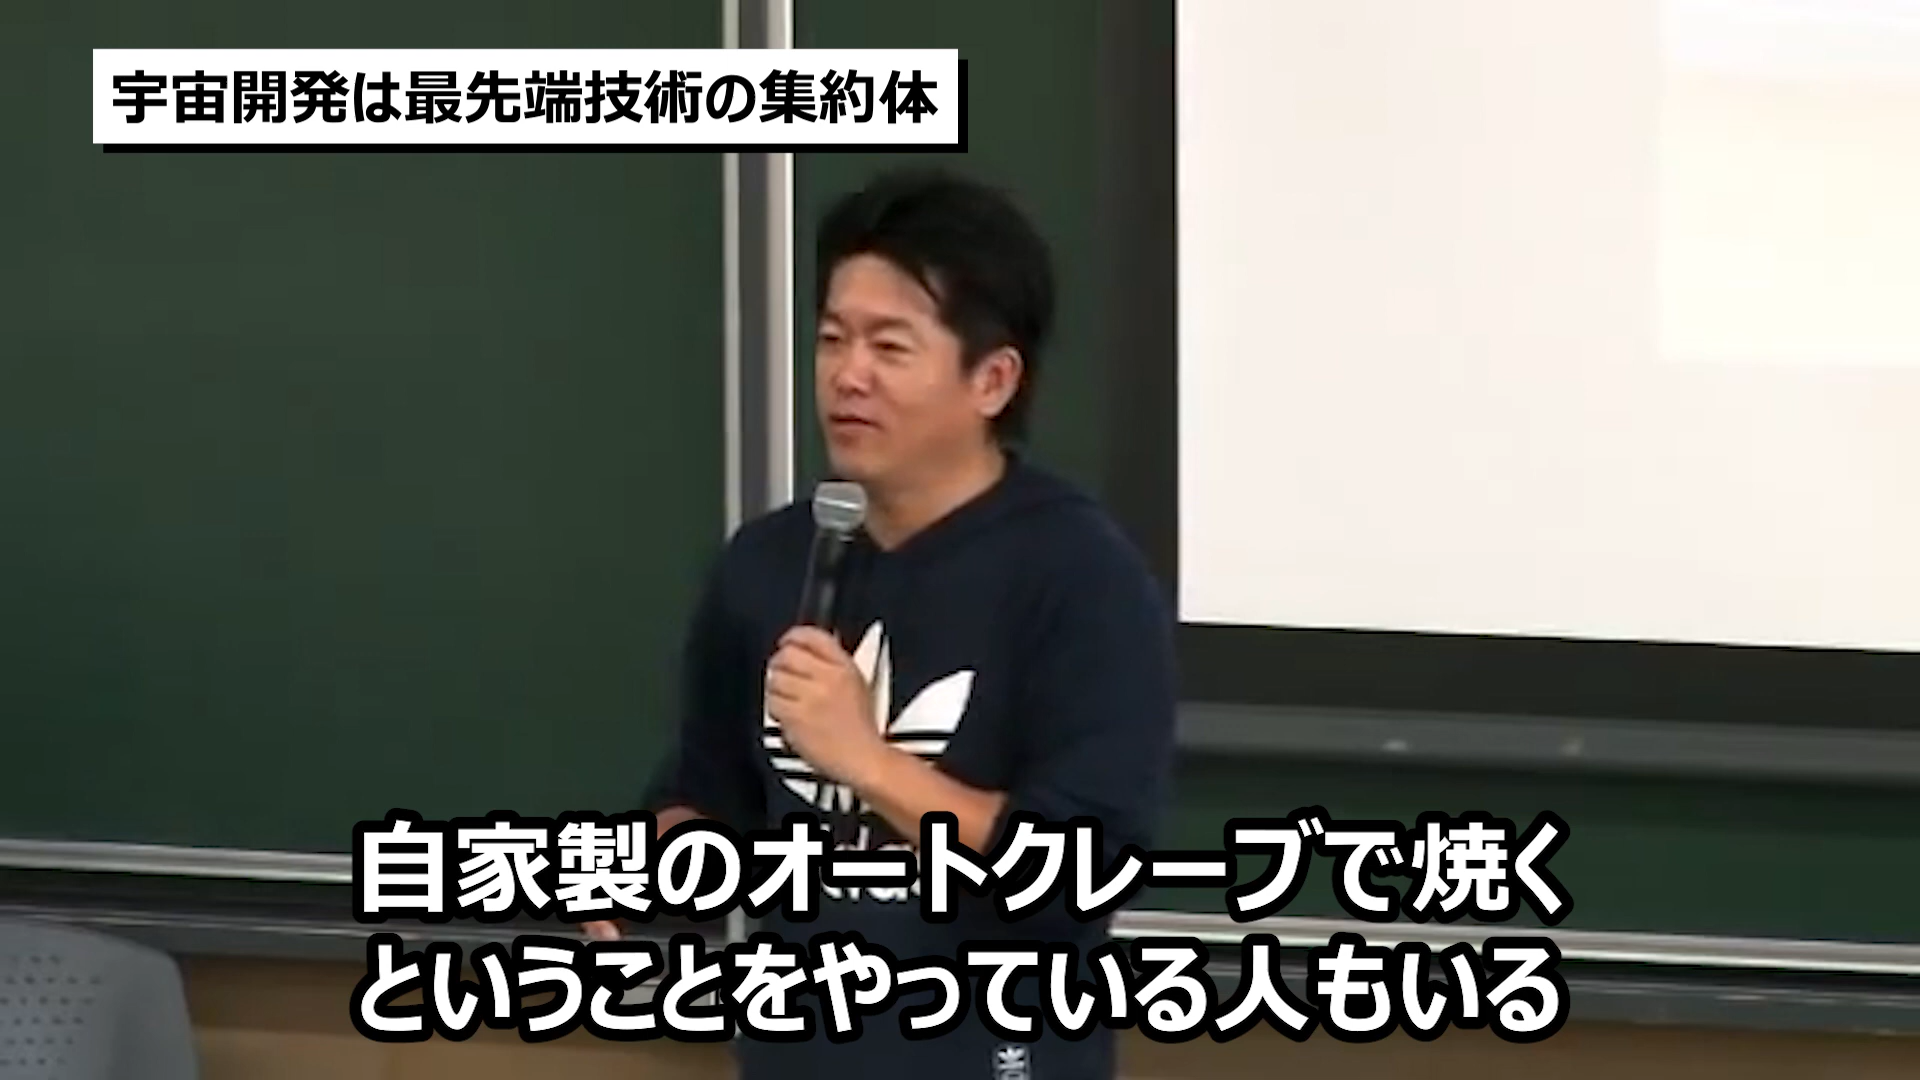 宇宙開発は最先端技術の集約体
自家製のオートクレーブで焼く
ということをやっている人もいる